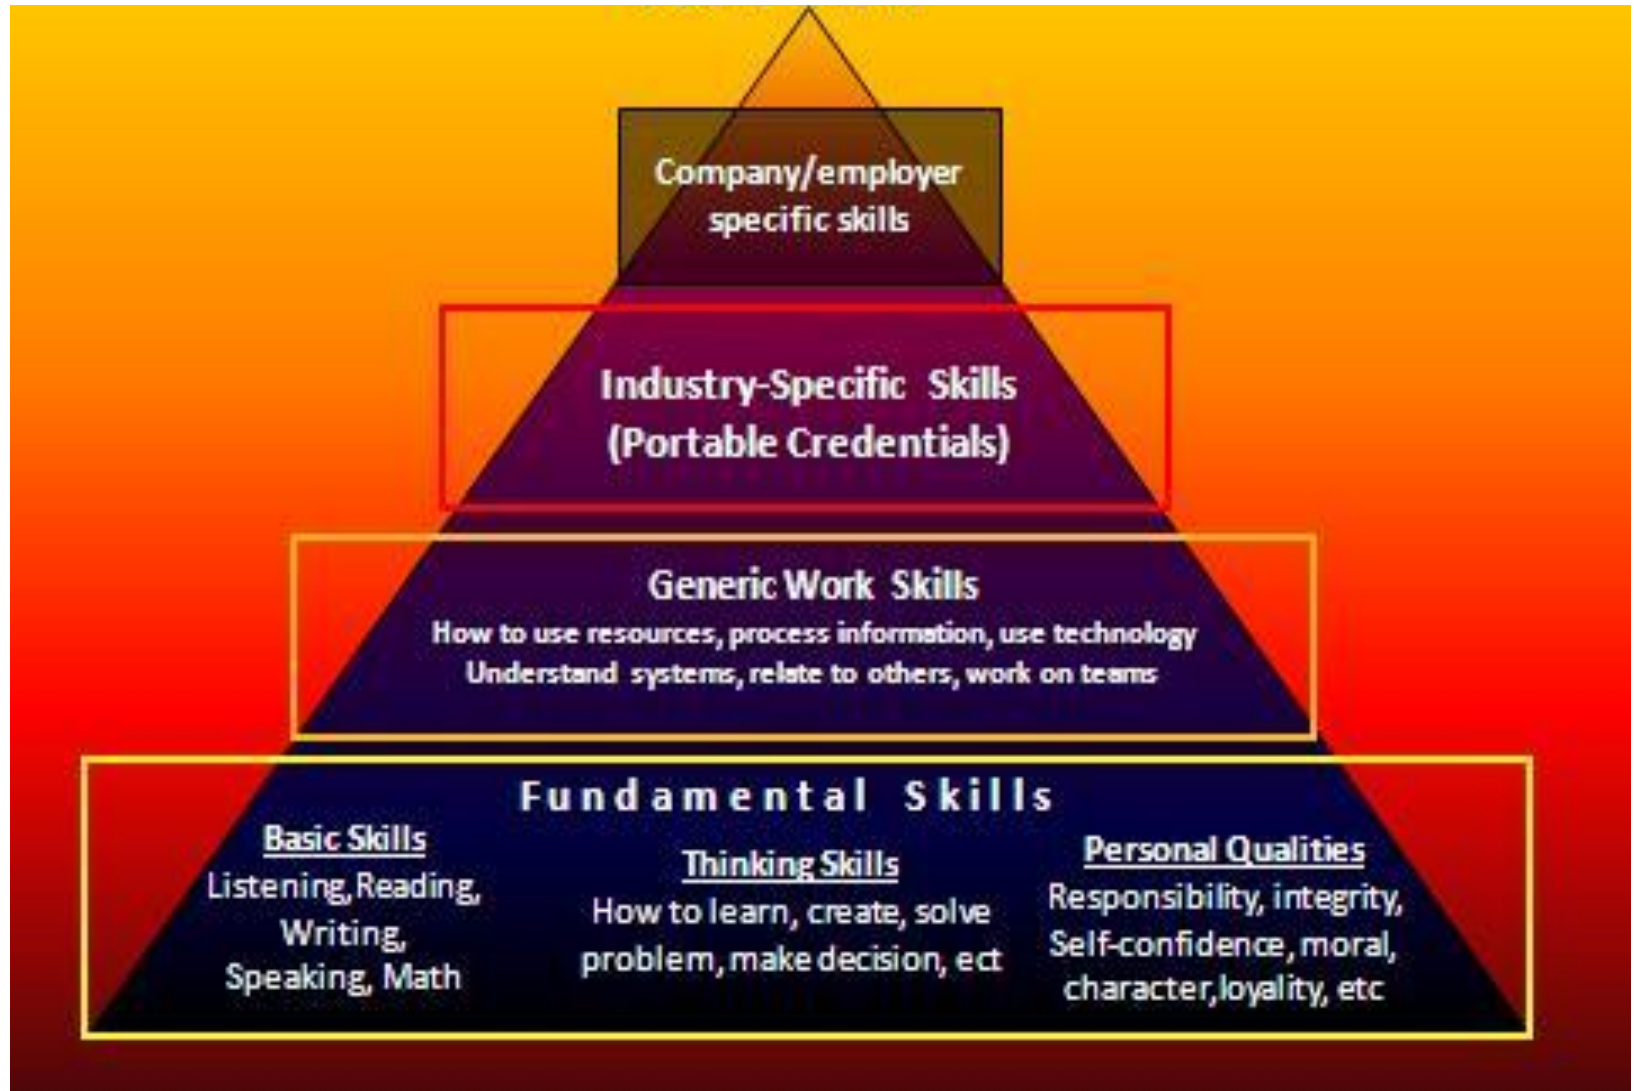 Company/employer
specific skills
Industry-Specific Skills
(Portable Credentials)
Generic Work Skills
How to use resources, process information, use technology
Understand systems, relate to others, work on teams
Fundamental Skills
Basic Skills
Listening,Reading,
Writing,
Speaking, Math
Thinking Skills
How to learn, create, solve
problem, make decision, ect
Personal Qualities
Responsibility, integrity,
Self-confidence, moral,
character,loyality, etc